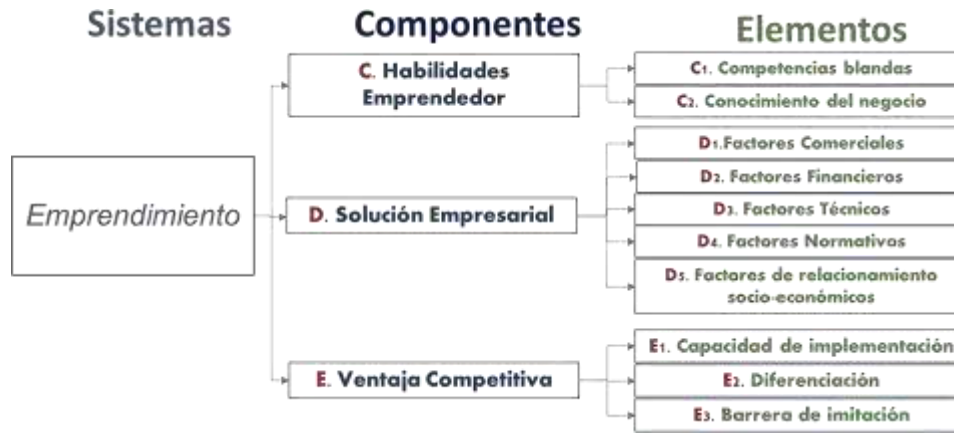 Sistemas
Componentes
Elementos
Emprendimiento
C. Habilidades
Emprendedor
C1. Competencias blandas
C2. Conocimiento del negocio
D. Solución Empresarial
D1.Factores Comerciales
D2. Factores Financieros
D3. Factores Técnicos
D4. Factores Normativos
D5. Factores de relacionamiento
socio-económicos
E. Ventaja Competitiva
E1. Capacidad de implementación
E2. Diferenciación
E3. Barrera de imitación